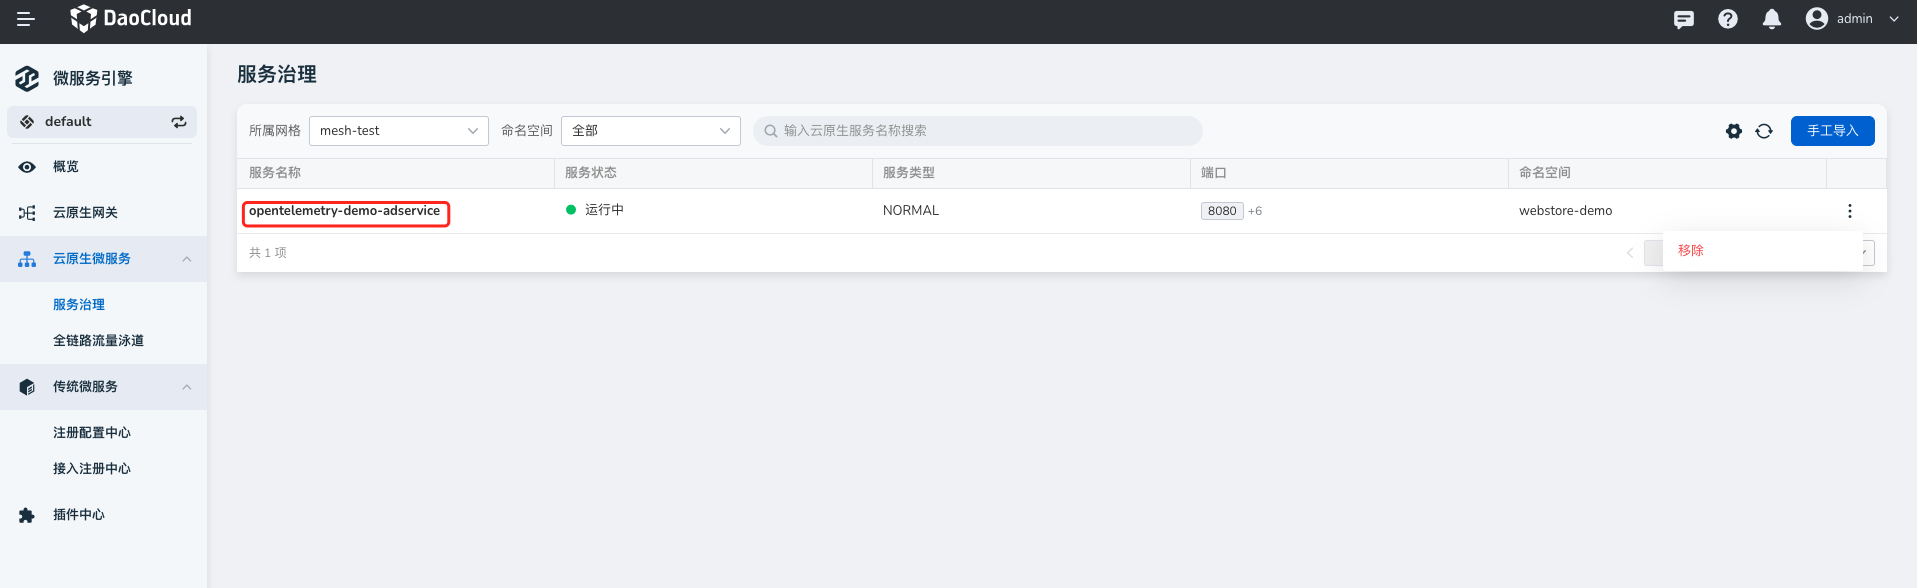 DaoCloud
admin
微服务引擎
default
概览
云原生网关
云原生微服务
服务治理
全链路流量泳道
传统微服务
注册配置中心
接入注册中心
插件中心
服务治理
所属网格 mesh-test 命名空间 全部 输入云原生服务名称搜索 手工导入
服务名称 服务状态 服务类型 端口 命名空间
opentelemetry-demo-adservice 运行中 NORMAL 8080 +6 webstore-demo
共 1 项
移除